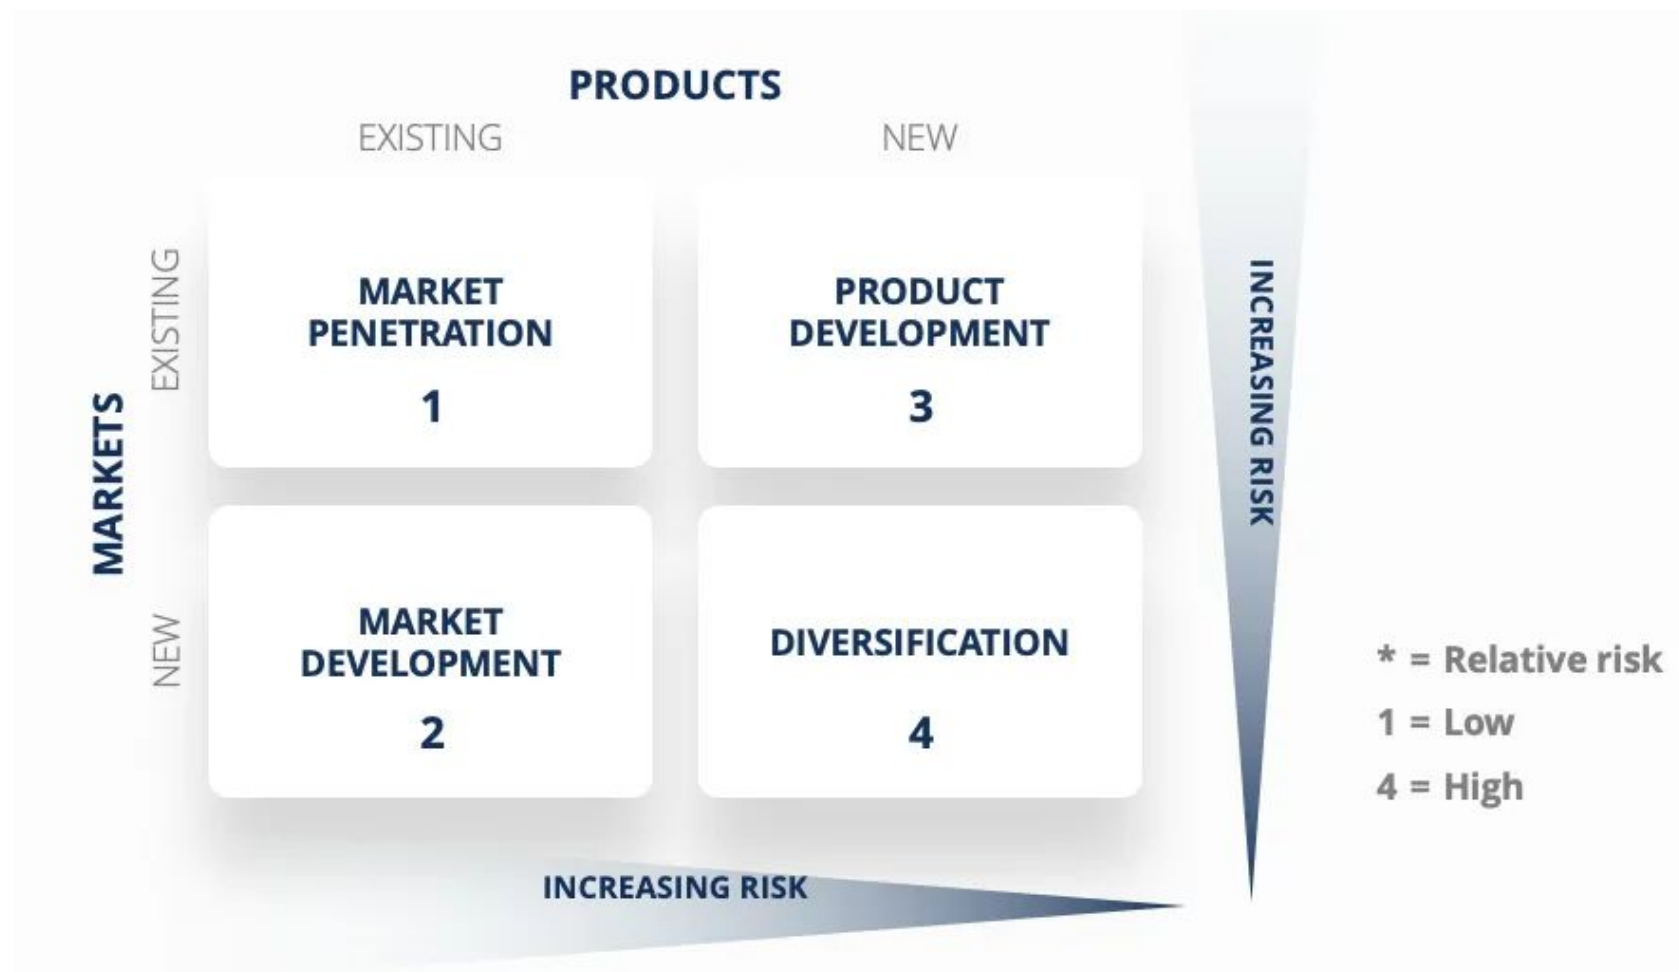 PRODUCTS
EXISTING
NEW
MARKETS
EXISTING
NEW
MARKET
PENETRATION
1
PRODUCT
DEVELOPMENT
3
MARKET
DEVELOPMENT
2
DIVERSIFICATION
4
INCREASING RISK
INCREASING RISK
* = Relative risk
1 = Low
4 = High